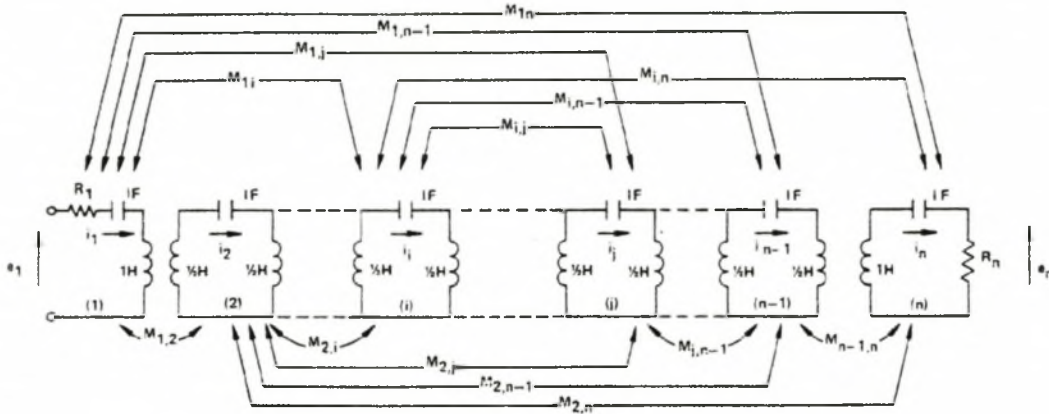 M1n
M1,n-1
M1,j
M1i
Mi,n
Mi,n-1
Mi,j
R1 1F 1F 1F 1F 1F 1F
i1 i2 ii ij in-1 in
e1 1H ½H ½H ½H ½H ½H ½H ½H ½H 1H Rn en
(1) (2) (i) (j) (n-1) (n)
M1,2 M2,i Mj,n-1 Mn-1,n
M2,j
M2,n-1
M2,n